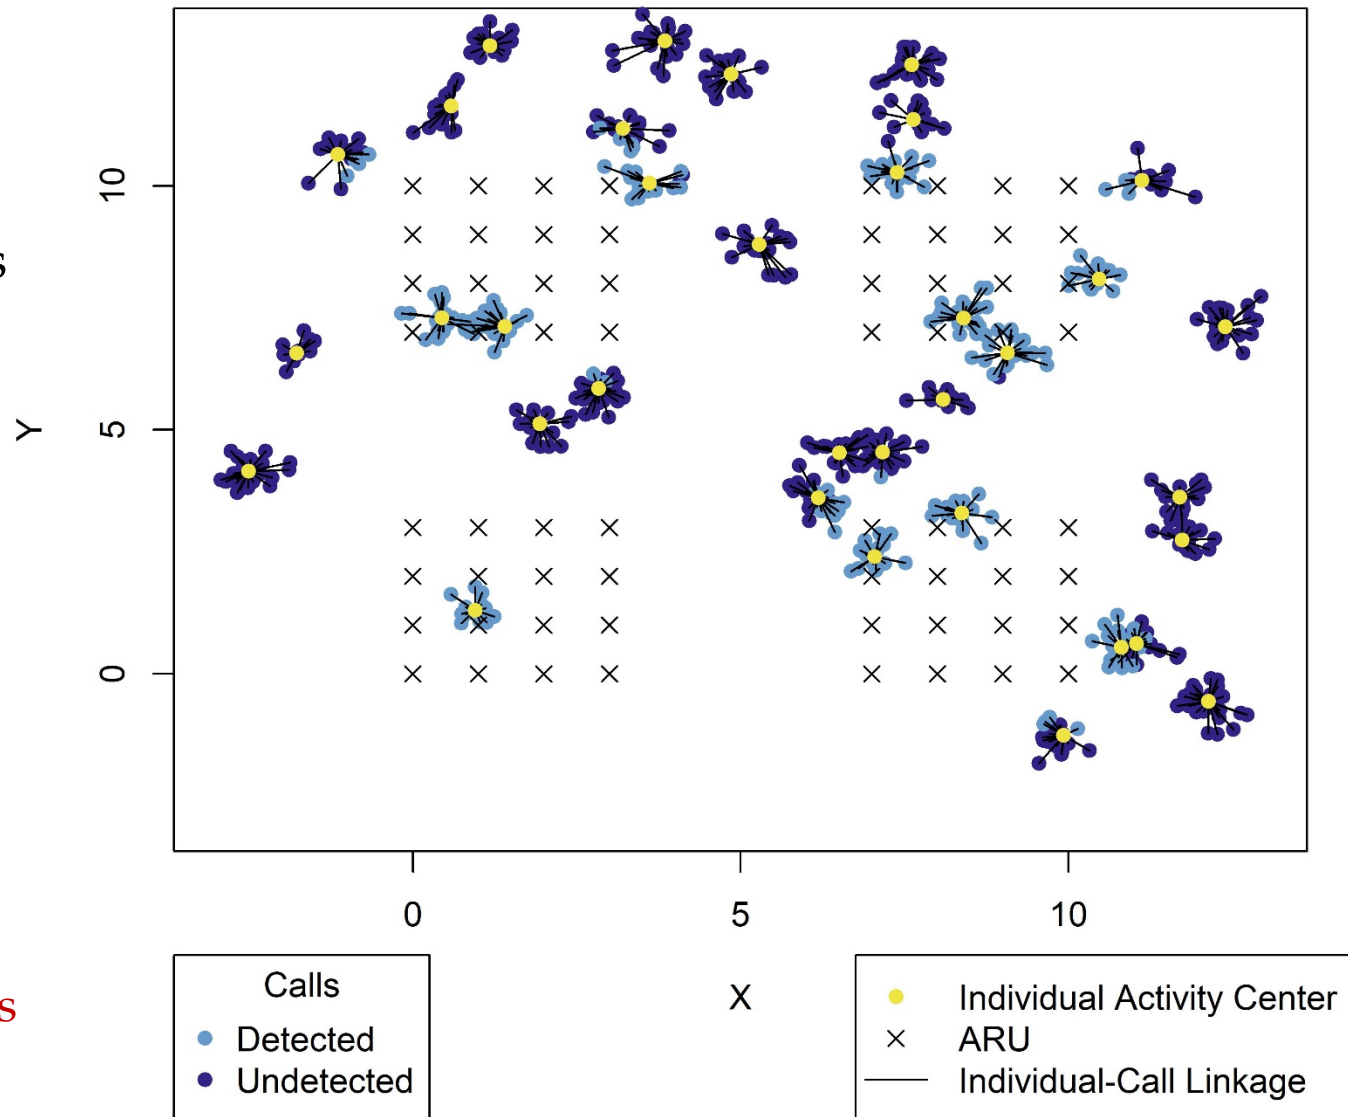 s
10
Y
5
0
0 5 10
X
s
Calls
Detected
Undetected
Individual Activity Center
ARU
Individual-Call Linkage